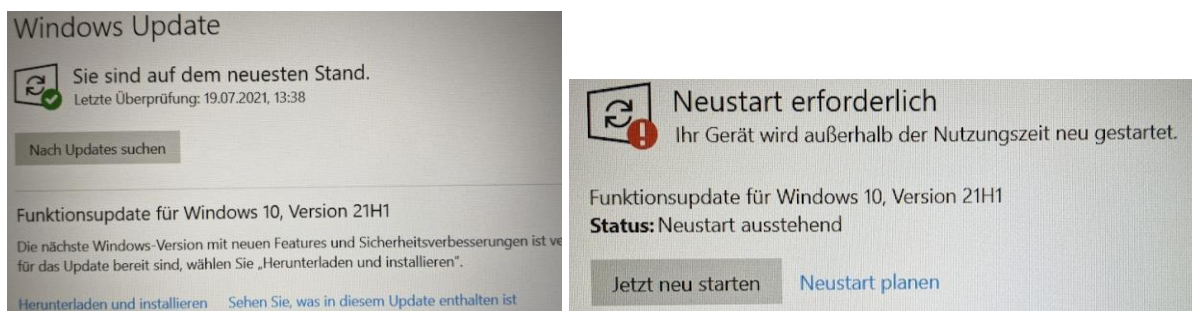 Windows Update
Sie sind auf dem neuesten Stand.
Letzte Überprüfung: 19.07.2021, 13:38
Nach Updates suchen
Funktionsupdate für Windows 10, Version 21H1
Die nächste Windows-Version mit neuen Features und Sicherheitsverbesserungen ist
für das Update bereit sind, wählen Sie „Herunterladen und installieren".
Herunterladen und installieren Sehen Sie, was in diesem Update enthalten ist
Neustart erforderlich
Ihr Gerät wird außerhalb der Nutzungszeit neu gestartet.
Funktionsupdate für Windows 10, Version 21H1
Status: Neustart ausstehend
Jetzt neu starten Neustart planen